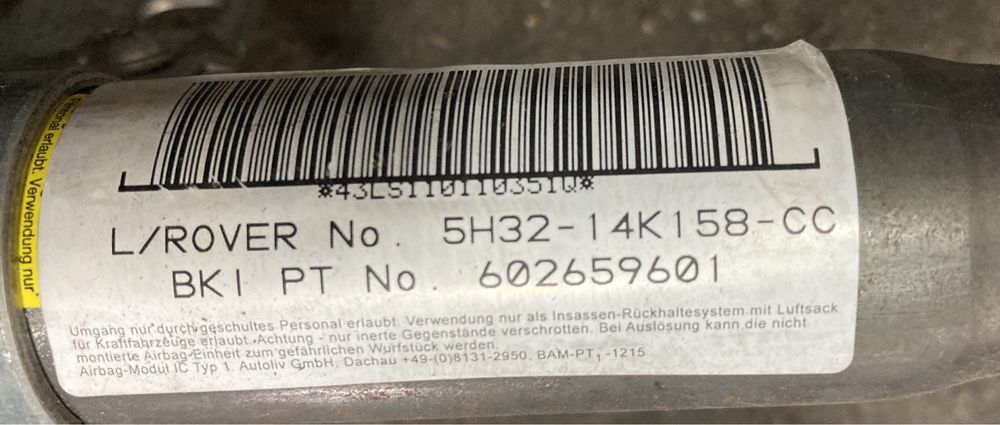 *43LS110110351Q*
L/ROVER No. 5H32-14K158-CC
BKI PT No. 602659601
Umgang nur durch geschultes Personal erlaubt. Verwendung nur als Insassen-Rückhaltesystem mit Luftsack
für Kraftfahrzeuge erlaubt. Achtung - nur inerte Gegenstände verschrotten. Bei Auslösung kann die nicht
montierte Airbag-Einheit zum gefährlichen Wurfstück werden.
Airbag-Modul IC Typ 1. Autoliv GmbH, Dachau +49-(0)8131-2950, BAM-PT₁-1215
Personal erlaubt. Verwendung nur